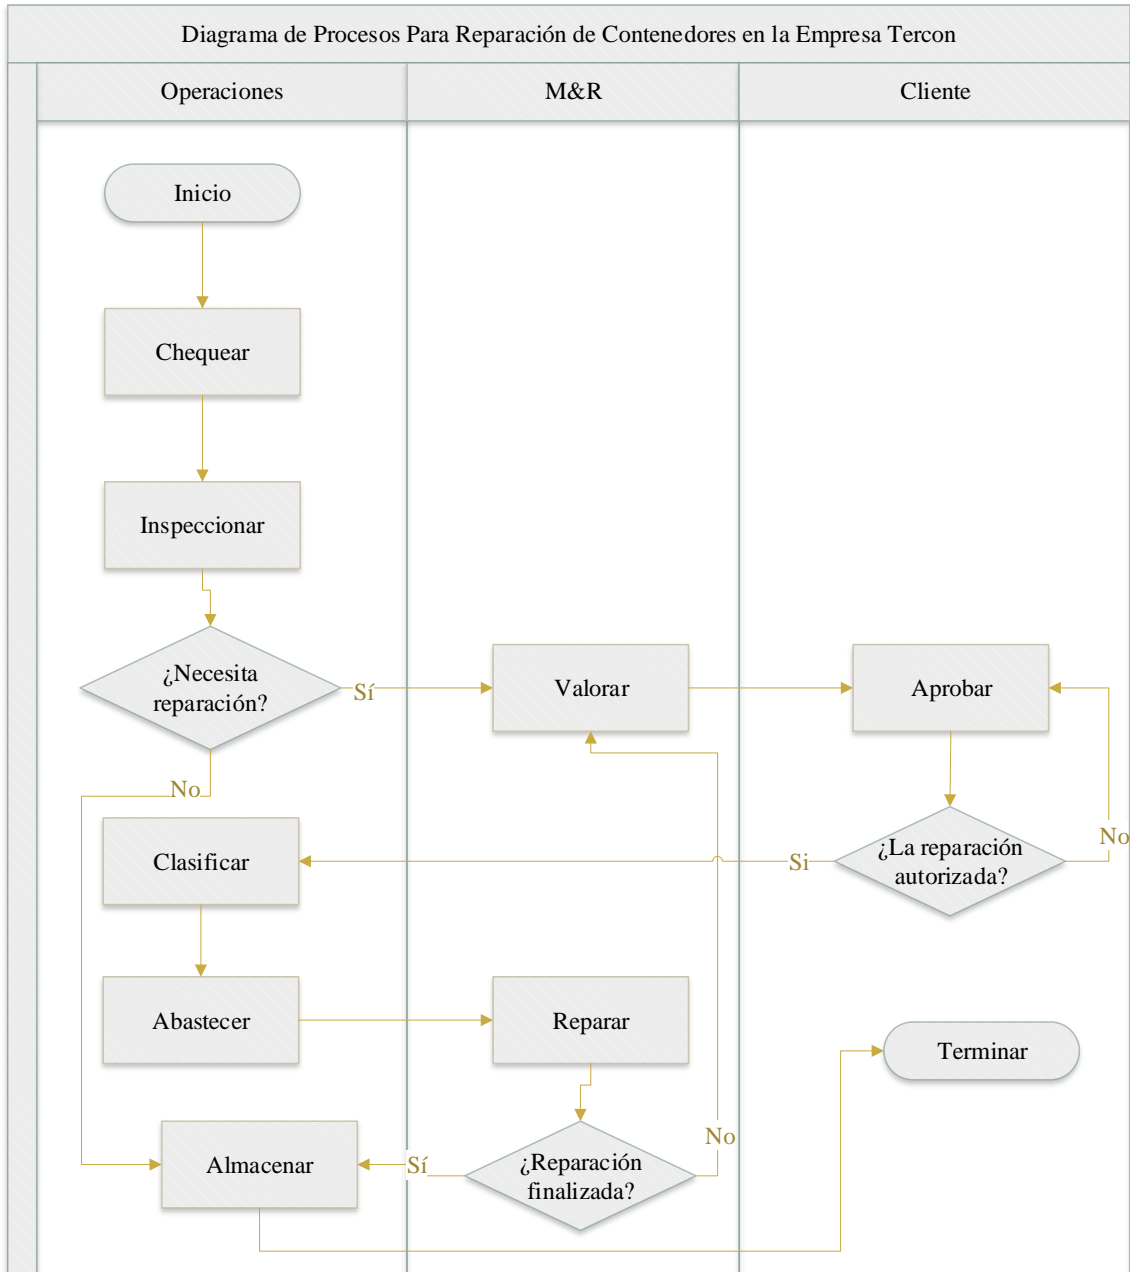 Diagrama de Procesos Para Reparación de Contenedores en la Empresa Tercon
Operaciones
M&R
Cliente
Inicio
Chequear
Inspeccionar
¿Necesita
reparación?
Sí
Valorar
Aprobar
No
Clasificar
Si
¿La reparación
autorizada?
No
Abastecer
Reparar
Terminar
Almacenar
Sí
¿Reparación
finalizada?
No